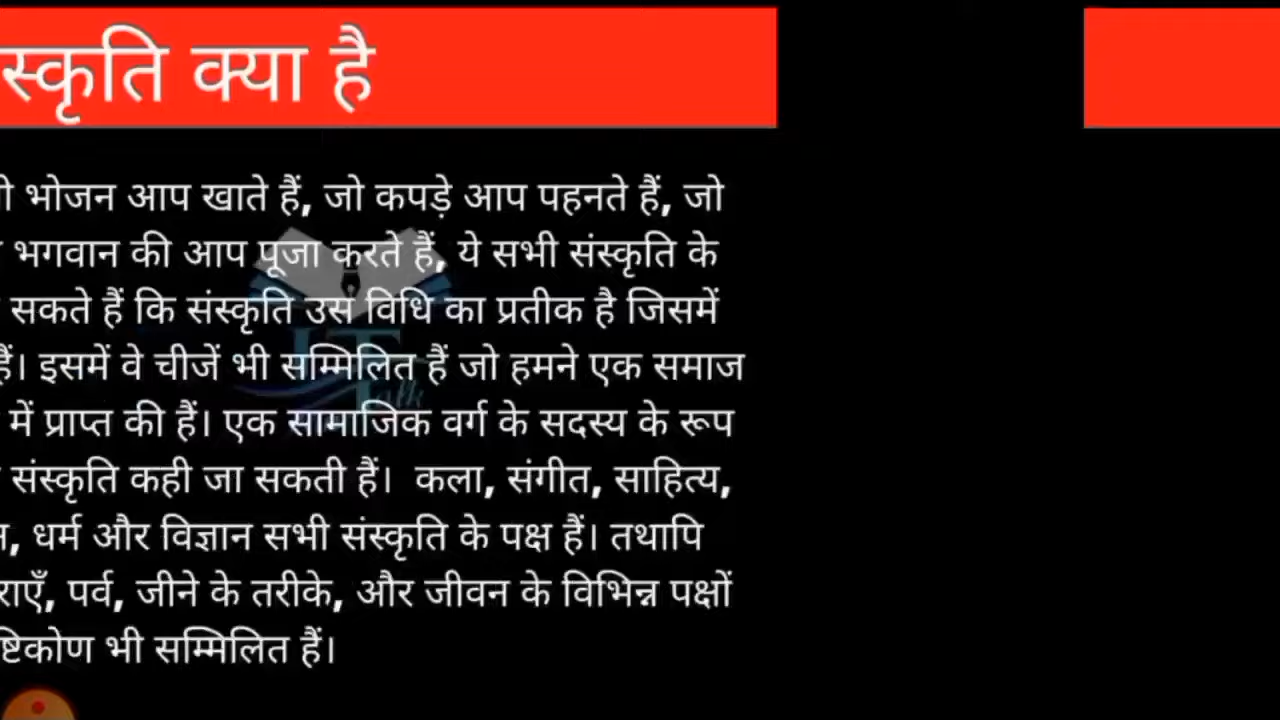 स्कृति क्या है
भोजन आप खाते हैं, जो कपड़े आप पहनते हैं, जो
भगवान की आप पूजा करते हैं, ये सभी संस्कृति के
सकते हैं कि संस्कृति उस विधि का प्रतीक है जिसमें
हैं। इसमें वे चीजें भी सम्मिलित हैं जो हमने एक समाज
में प्राप्त की हैं। एक सामाजिक वर्ग के सदस्य के रूप
संस्कृति कही जा सकती हैं। कला, संगीत, साहित्य,
धर्म और विज्ञान सभी संस्कृति के पक्ष हैं। तथापि
राएँ, पर्व, जीने के तरीके, और जीवन के विभिन्न पक्षों
ष्टिकोण भी सम्मिलित हैं।